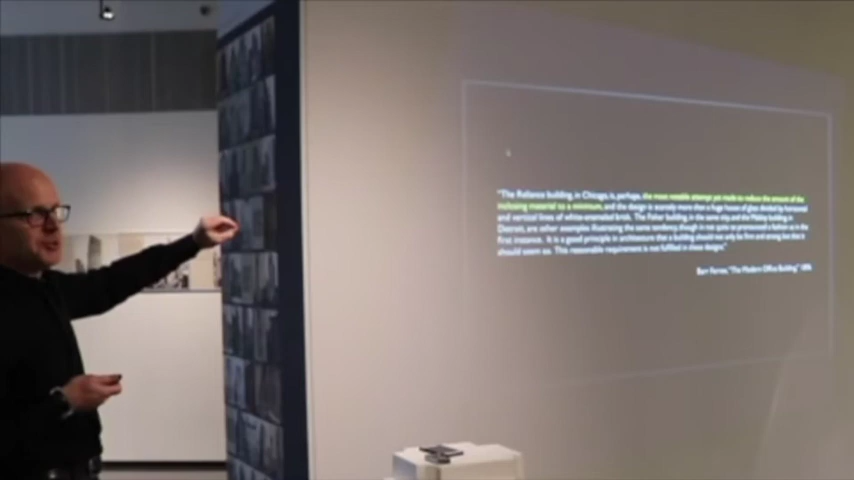 "The Reliance building, in Chicago, is, perhaps, the most notable attempt yet made to reduce the amount of the
inclosing material to a minimum, and the design is scarcely more than a huge house of glass divided by horizontal
and vertical lines of white enameled brick. The Fisher building, in the same city, and the Majestic building in
Detroit, are other examples illustrating the same tendency, though in not quite so pronounced a fashion as in the
first instance. It is a good principle in architecture that a building should not only be firm and strong, but that it
should seem so. This reasonable requirement is not fulfilled in these designs."
Barr Ferree, "The Modern Office Building" 1896